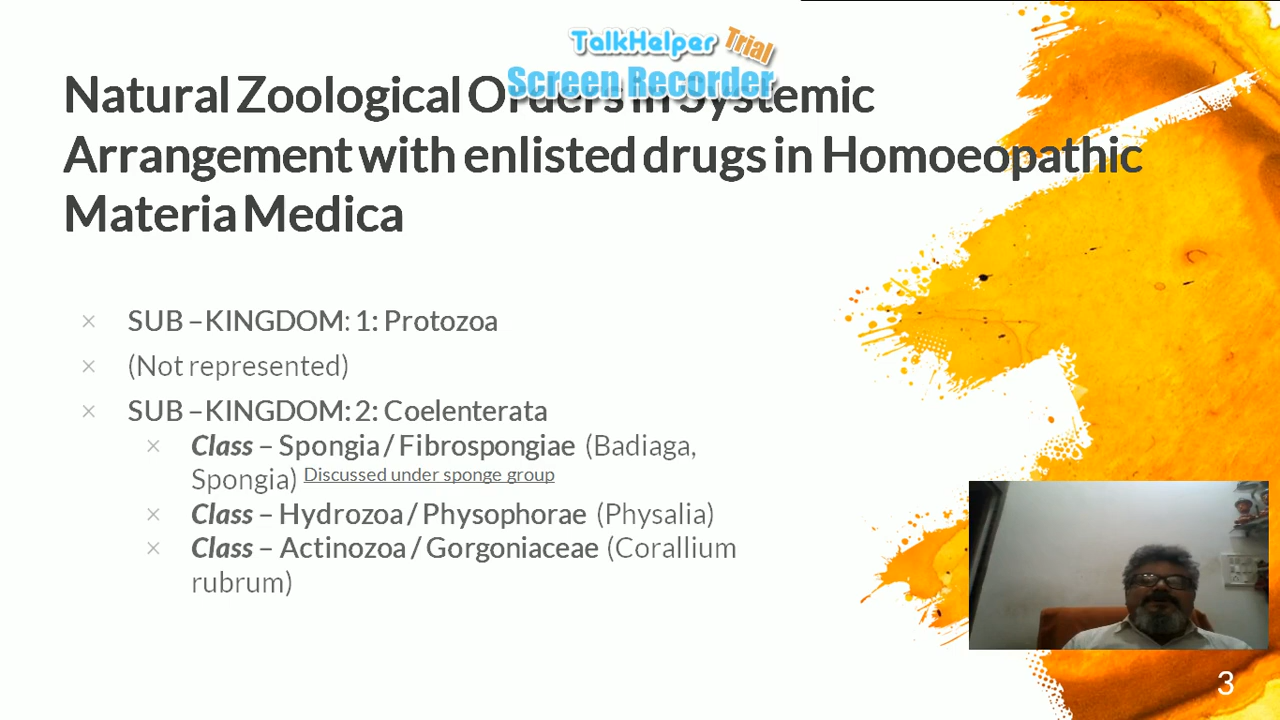 TalkHelper Trial
Screen Recorder
Natural Zoological Orders in Systemic
Arrangement with enlisted drugs in Homoeopathic
Materia Medica
× SUB –KINGDOM: 1: Protozoa
× (Not represented)
× SUB –KINGDOM: 2: Coelenterata
× Class – Spongia / Fibrospongiae (Badiaga,
Spongia) Discussed under sponge group
× Class – Hydrozoa / Physophorae (Physalia)
× Class – Actinozoa / Gorgoniaceae (Corallium
rubrum)
3